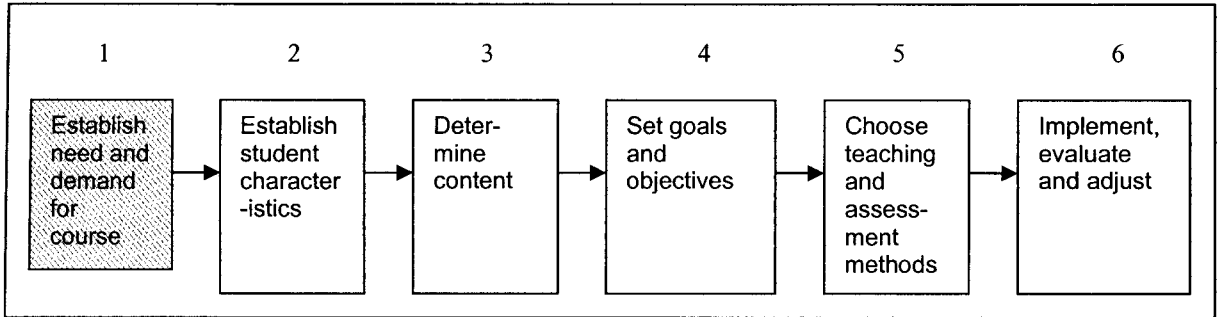 1
2
3
4
5
6
Establish
need and
demand
for
course
Establish
student
character
-istics
Deter-
mine
content
Set goals
and
objectives
Choose
teaching
and
assess-
ment
methods
Implement,
evaluate
and adjust